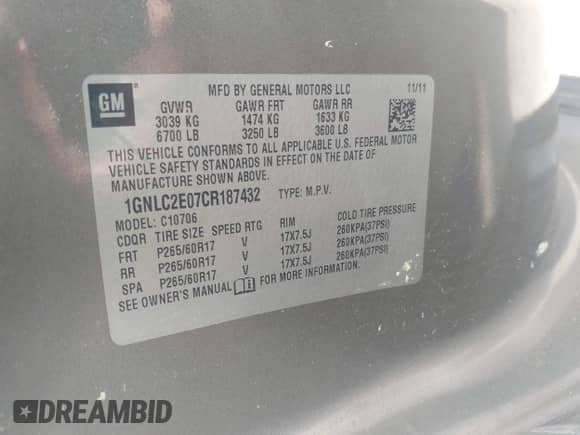 GM
MFD BY GENERAL MOTORS LLC 11/11
GVWR GAWR FRT GAWR RR
3039 KG 1474 KG 1633 KG
6700 LB 3250 LB 3600 LB
THIS VEHICLE CONFORMS TO ALL APPLICABLE U.S. FEDERAL MOTOR
VEHICLE SAFETY STANDARDS IN EFFECT ON THE DATE OF
MANUFACTURE SHOWN ABOVE.
1GNLC2E07CR187432 TYPE: M.P.V.
MODEL: C10706
CDQR TIRE SIZE SPEED RTG RIM COLD TIRE PRESSURE
FRT P265/60R17 V 17X7.5J 260KPA(37PSI)
RR P265/60R17 V 17X7.5J 260KPA(37PSI)
SPA P265/60R17 V 17X7.5J 260KPA(37PSI)
SEE OWNER'S MANUAL FOR MORE INFORMATION.
DREAMBID